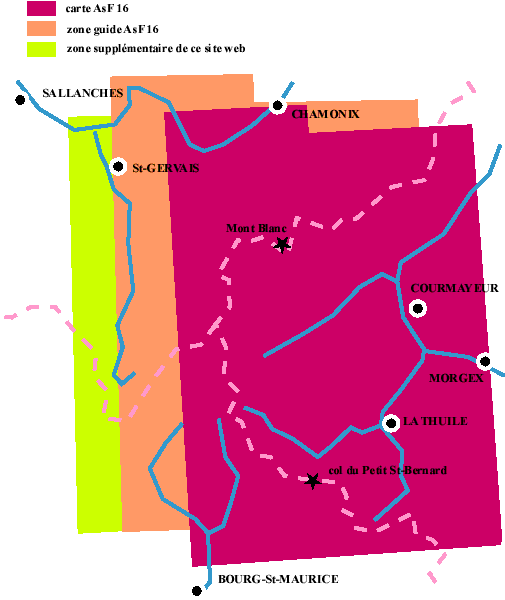 carte AsF 16
zone guide AsF 16
zone supplémentaire de ce site web
SALLANCHES
CHAMONIX
St-GERVAIS
Mont Blanc
COURMAYEUR
MORGEX
LA THUILE
col du Petit St-Bernard
BOURG-St-MAURICE